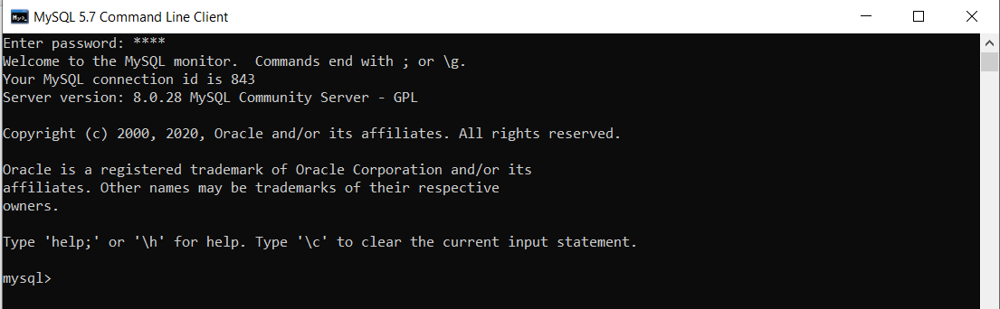 MySQL 5.7 Command Line Client
Enter password: ****
Welcome to the MySQL monitor.  Commands end with ; or \g.
Your MySQL connection id is 843
Server version: 8.0.28 MySQL Community Server - GPL
Copyright (c) 2000, 2020, Oracle and/or its affiliates. All rights reserved.
Oracle is a registered trademark of Oracle Corporation and/or its
affiliates. Other names may be trademarks of their respective
owners.
Type 'help;' or '\h' for help. Type '\c' to clear the current input statement.
mysql>